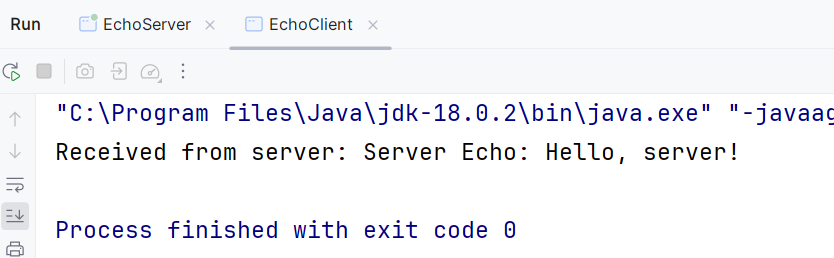 Run EchoServer EchoClient
"C:\Program Files\Java\jdk-18.0.2\bin\java.exe" "-javaag
Received from server: Server Echo: Hello, server!
Process finished with exit code 0